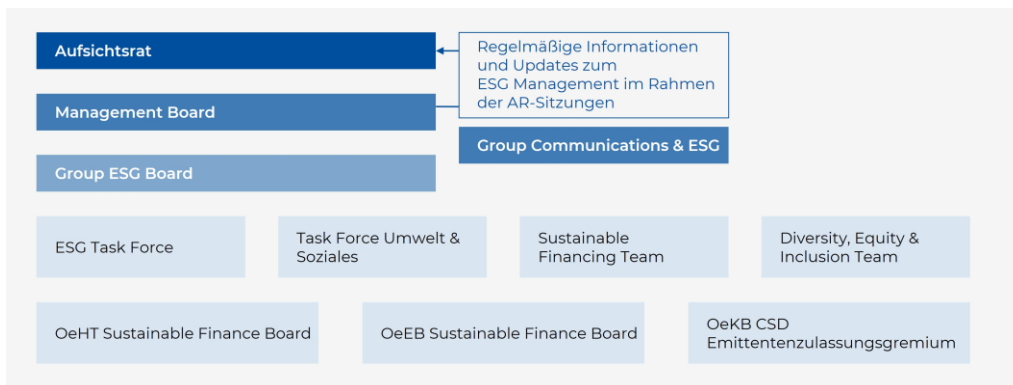 Aufsichtsrat
Regelmäßige Informationen
und Updates zum
ESG Management im Rahmen
der AR-Sitzungen
Management Board
Group Communications & ESG
Group ESG Board
ESG Task Force
Task Force Umwelt &
Soziales
Sustainable
Financing Team
Diversity, Equity &
Inclusion Team
OeHT Sustainable Finance Board
OeEB Sustainable Finance Board
OeKB CSD
Emittentenzulassungsgremium